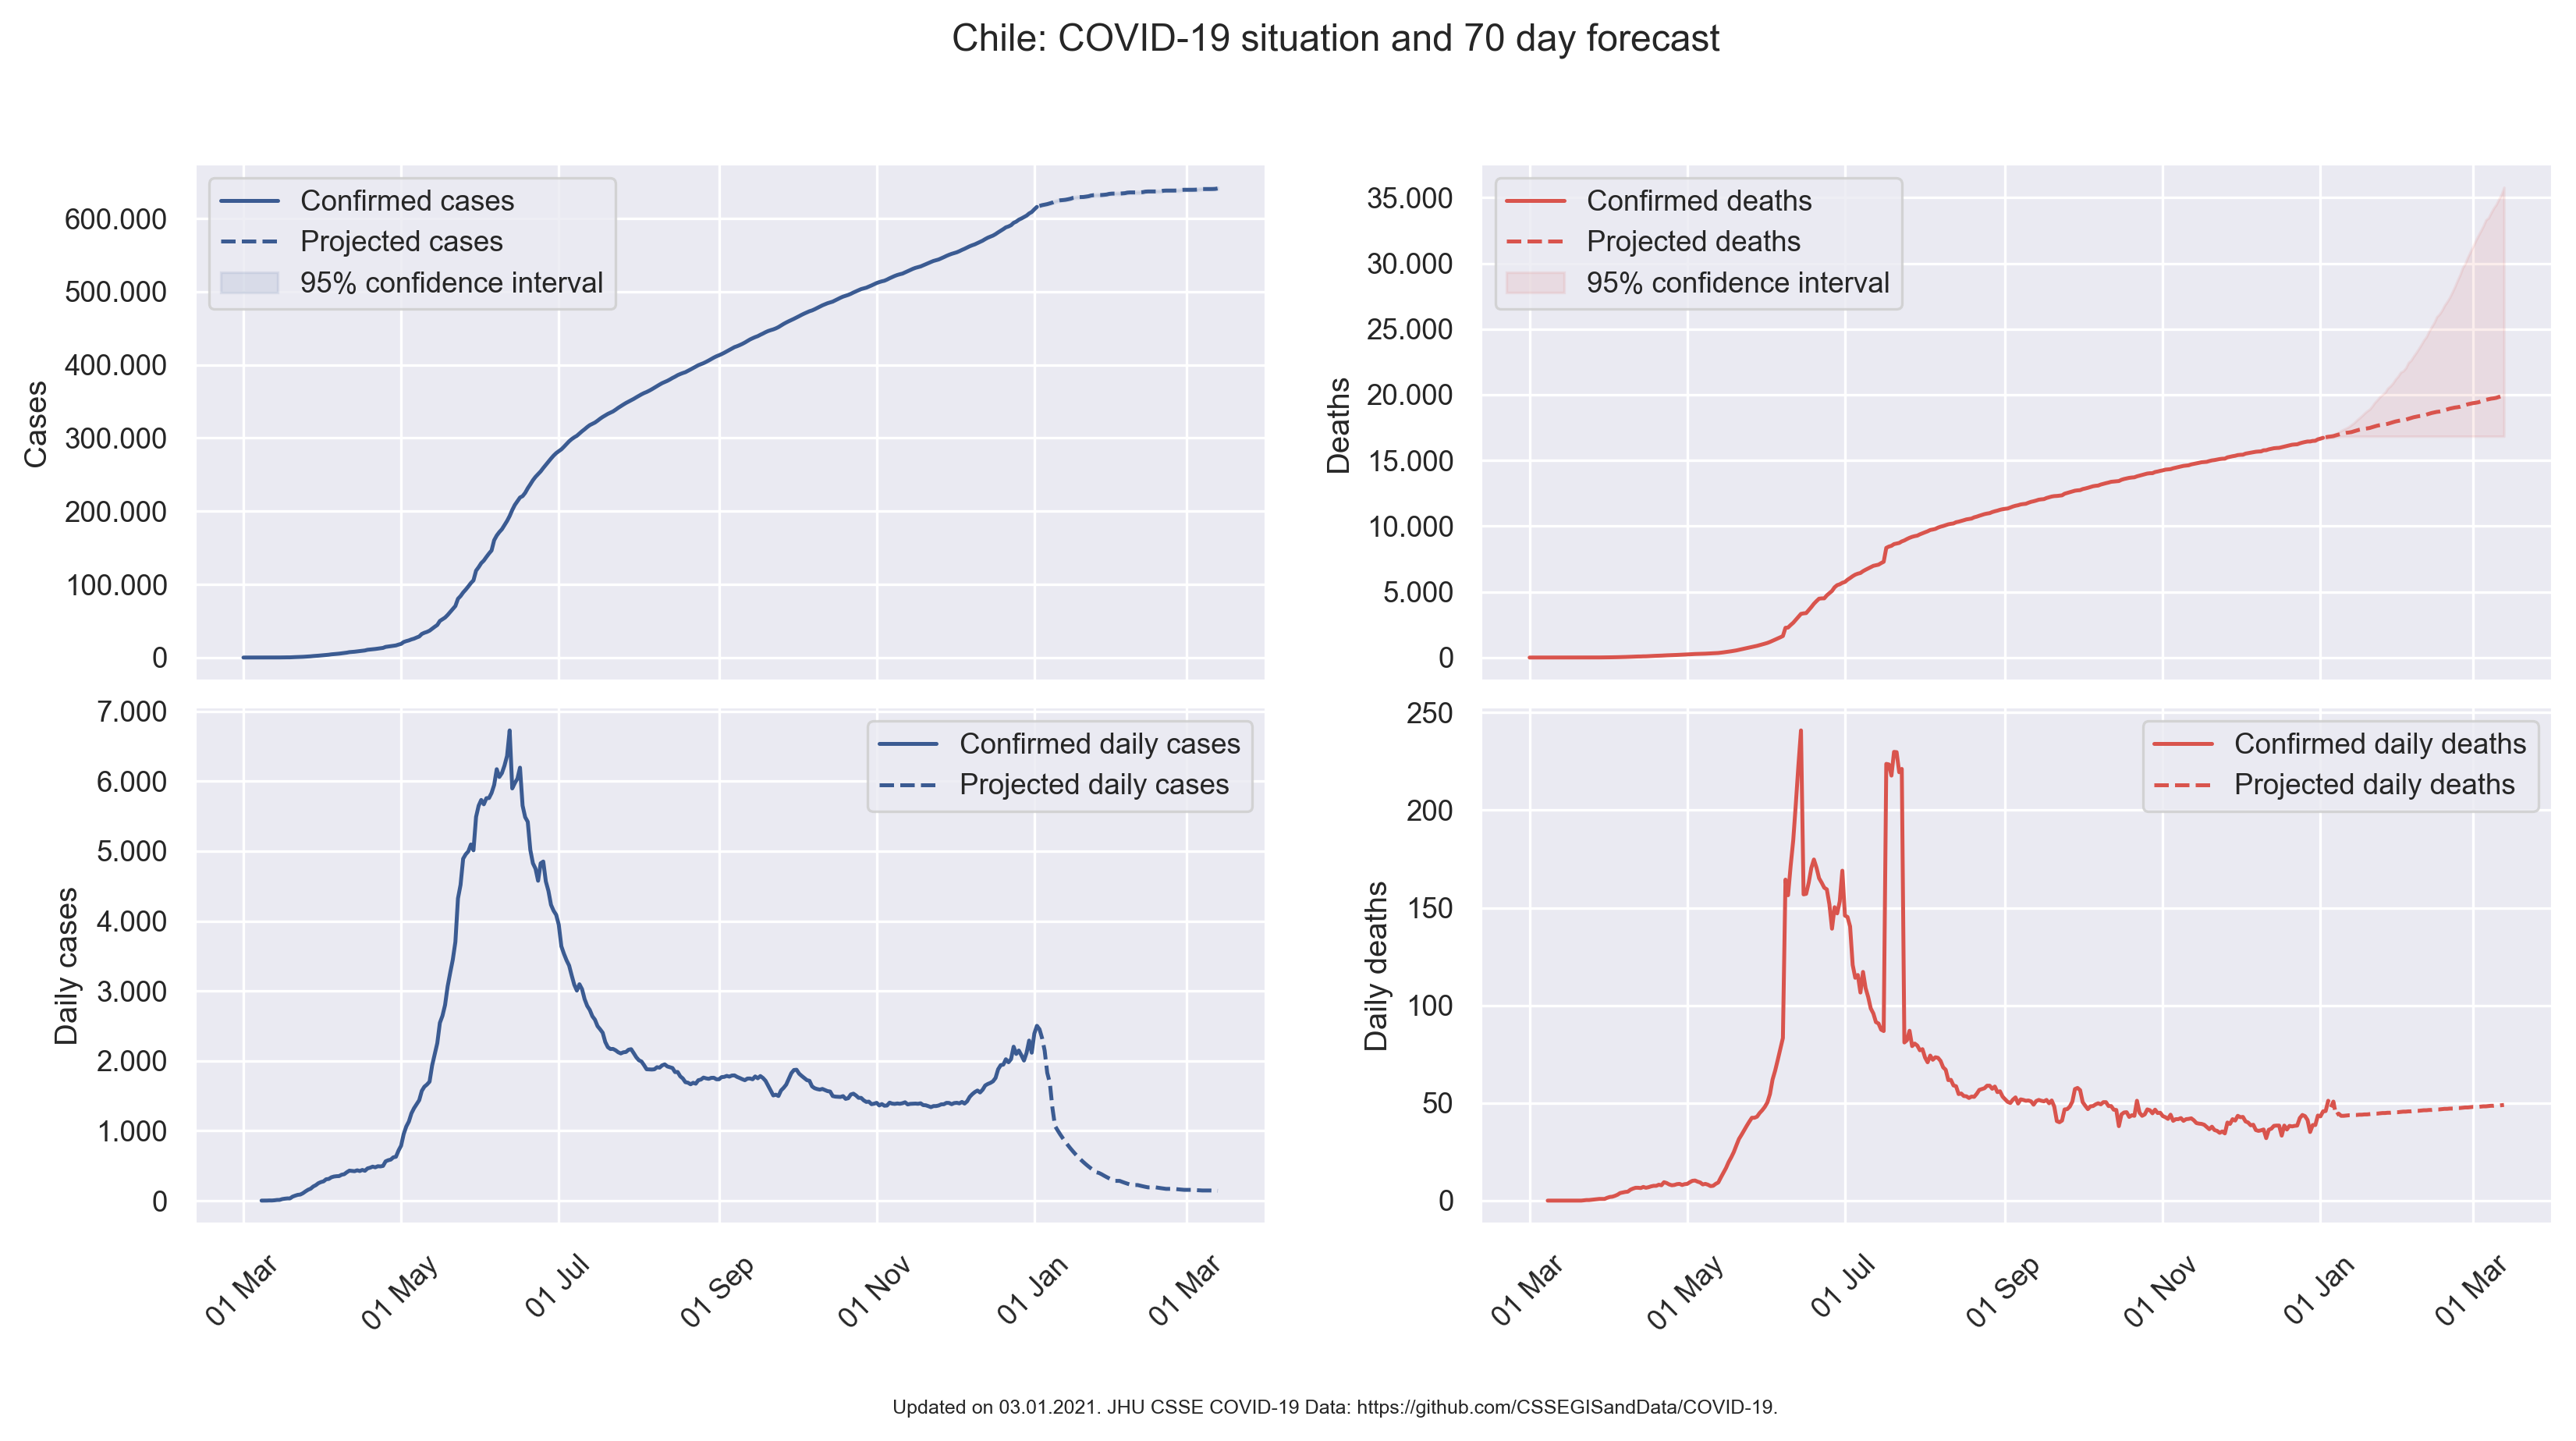 Chile: COVID-19 situation and 70 day forecast
Confirmed cases
Projected cases
95% confidence interval
Cases
600.000
500.000
400.000
300.000
200.000
100.000
0
Confirmed deaths
Projected deaths
95% confidence interval
Deaths
35.000
30.000
25.000
20.000
15.000
10.000
5.000
0
Confirmed daily cases
Projected daily cases
Daily cases
7.000
6.000
5.000
4.000
3.000
2.000
1.000
0
01 Mar
01 May
01 Jul
01 Sep
01 Nov
01 Jan
01 Mar
Confirmed daily deaths
Projected daily deaths
Daily deaths
250
200
150
100
50
0
01 Mar
01 May
01 Jul
01 Sep
01 Nov
01 Jan
01 Mar
Updated on 03.01.2021. JHU CSSE COVID-19 Data: https://github.com/CSSEGISandData/COVID-19.